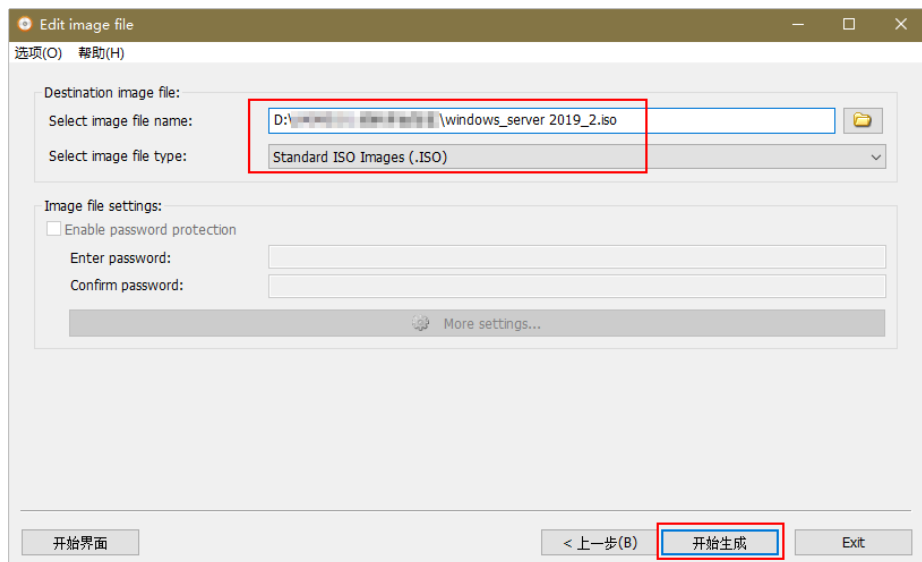 Edit image file
选项(O) 帮助(H)
Destination image file:
Select image file name: D:\ \windows_server 2019_2.iso
Select image file type: Standard ISO Images (.ISO)
Image file settings:
Enable password protection
Enter password:
Confirm password:
More settings...
开始界面 < 上一步(B) 开始生成 Exit